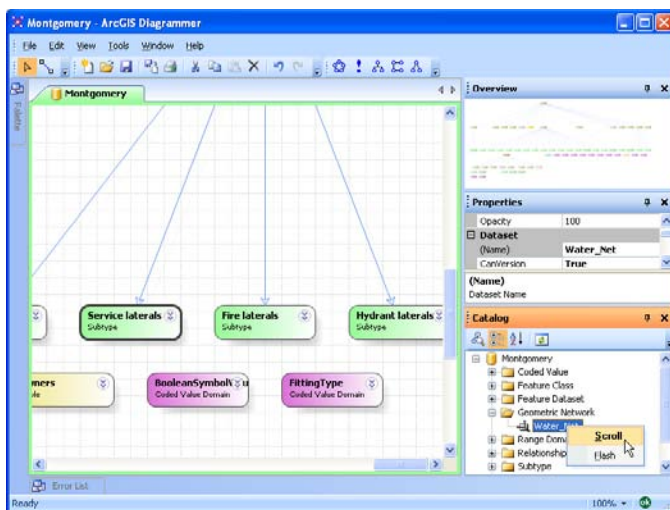 Montgomery - ArcGIS Diagrammer
File Edit View Tools Window Help
Palette
Montgomery
Service laterals
Subtype
Fire laterals
Subtype
Hydrant laterals
Subtype
mers
Coded Value Domain
FittingType
Coded Value Domain
Error List
Ready
100%
Overview
Properties
Opacity 100
Dataset
(Name) Water_Net
CanVersion True
(Name)
Dataset Name
Catalog
Montgomery
Coded Value
Feature Class
Feature Dataset
Geometric Network
Water_Net
Range Dom
Relationship
Subtype
Scroll
Flash